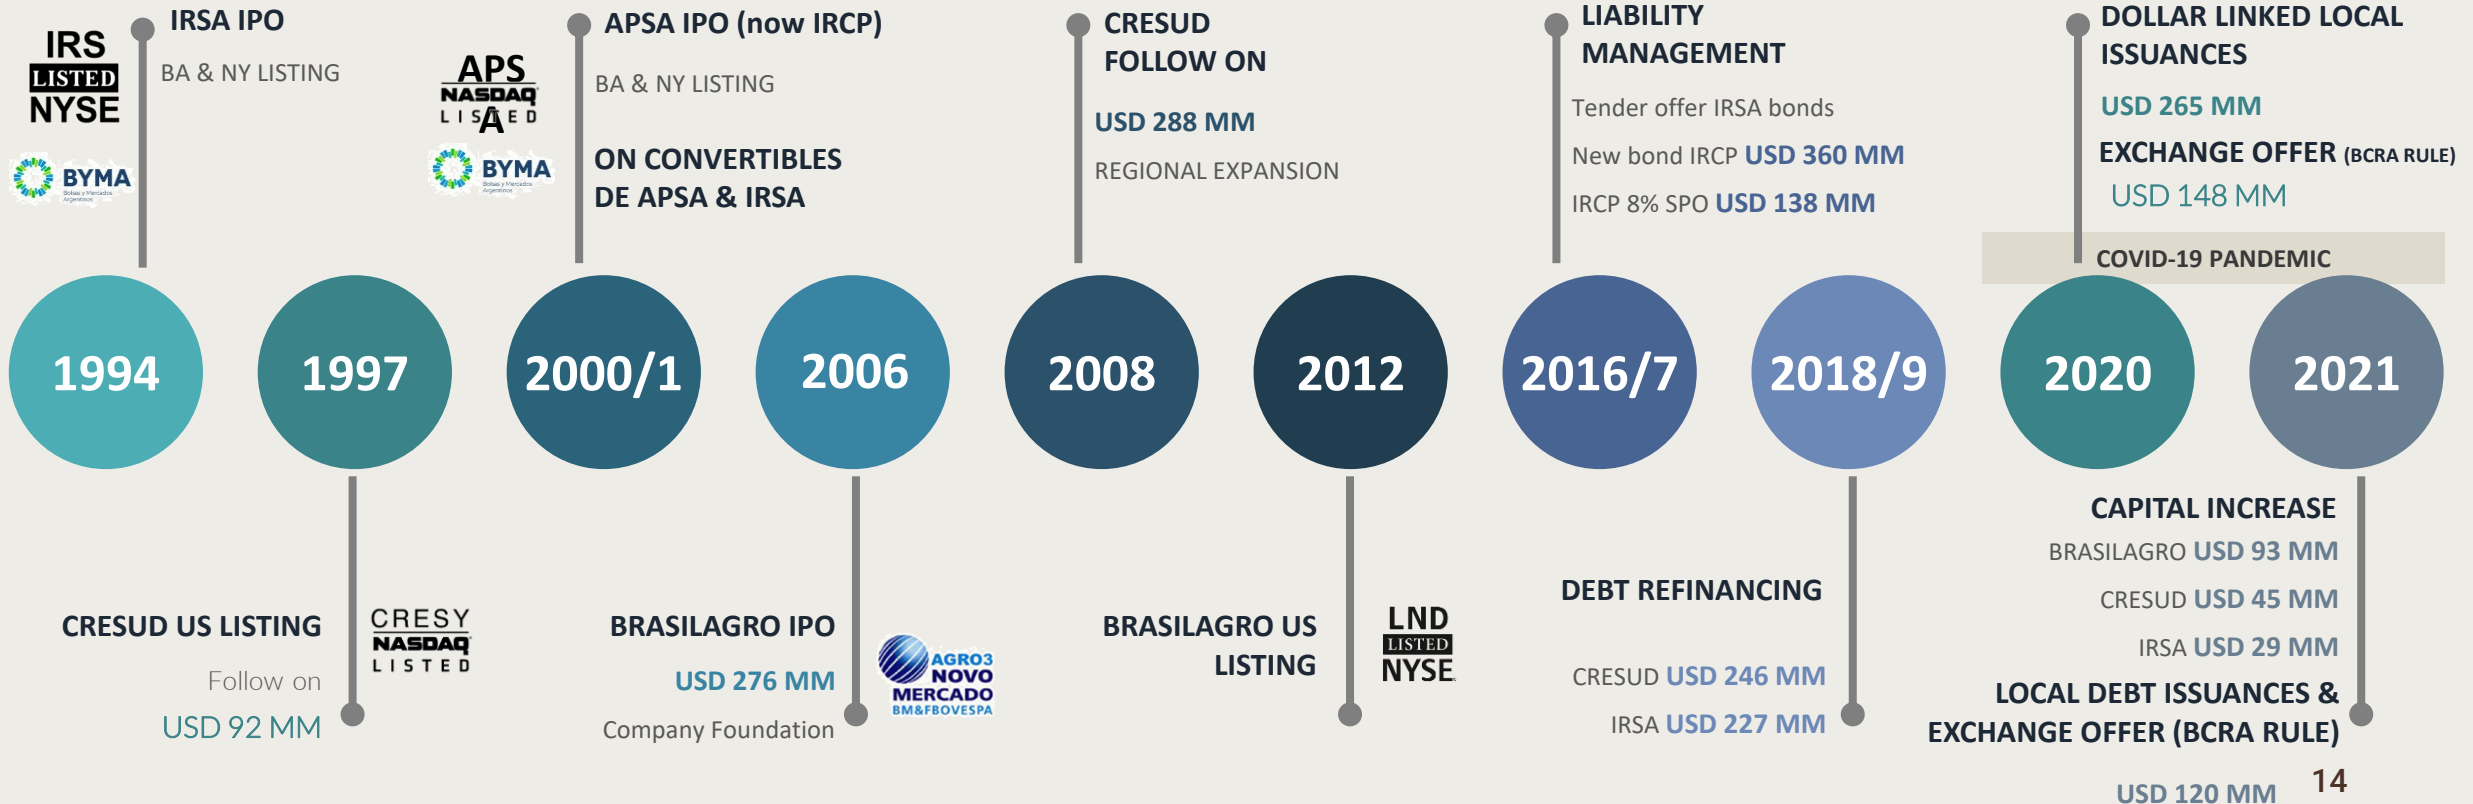 IRSA IPO
BA & NY LISTING
IRS
LISTED
NYSE
BYMA
Bolsas y Mercados
Argentinos
APSA IPO (now IRCP)
BA & NY LISTING
ON CONVERTIBLES
DE APSA & IRSA
APS
A
NASDAQ
LISTED
BYMA
Bolsas y Mercados
Argentinos
CRESUD
FOLLOW ON
USD 288 MM
REGIONAL EXPANSION
LIABILITY
MANAGEMENT
Tender offer IRSA bonds
New bond IRCP USD 360 MM
IRCP 8% SPO USD 138 MM
DOLLAR LINKED LOCAL
ISSUANCES
USD 265 MM
EXCHANGE OFFER (BCRA RULE)
USD 148 MM
COVID-19 PANDEMIC
1994
1997
2000/1
2006
2008
2012
2016/7
2018/9
2020
2021
CRESUD US LISTING
Follow on
USD 92 MM
CRESY
NASDAQ
LISTED
BRASILAGRO IPO
USD 276 MM
Company Foundation
AGRO3
NOVO
MERCADO
BM&FBOVESPA
BRASILAGRO US
LISTING
LND
LISTED
NYSE
DEBT REFINANCING
CRESUD USD 246 MM
IRSA USD 227 MM
CAPITAL INCREASE
BRASILAGRO USD 93 MM
CRESUD USD 45 MM
IRSA USD 29 MM
LOCAL DEBT ISSUANCES &
EXCHANGE OFFER (BCRA RULE)
USD 120 MM
14